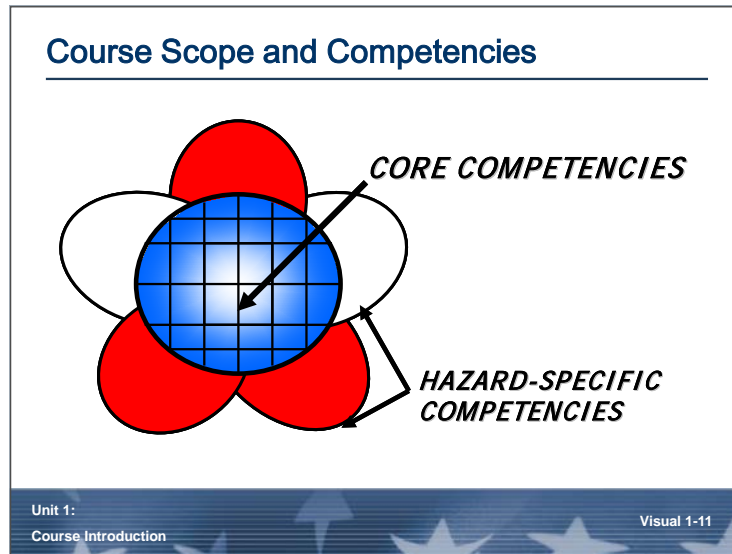 Course Scope and Competencies
CORE COMPETENCIES
HAZARD-SPECIFIC
COMPETENCIES
Unit 1:
Course Introduction
Visual 1-11